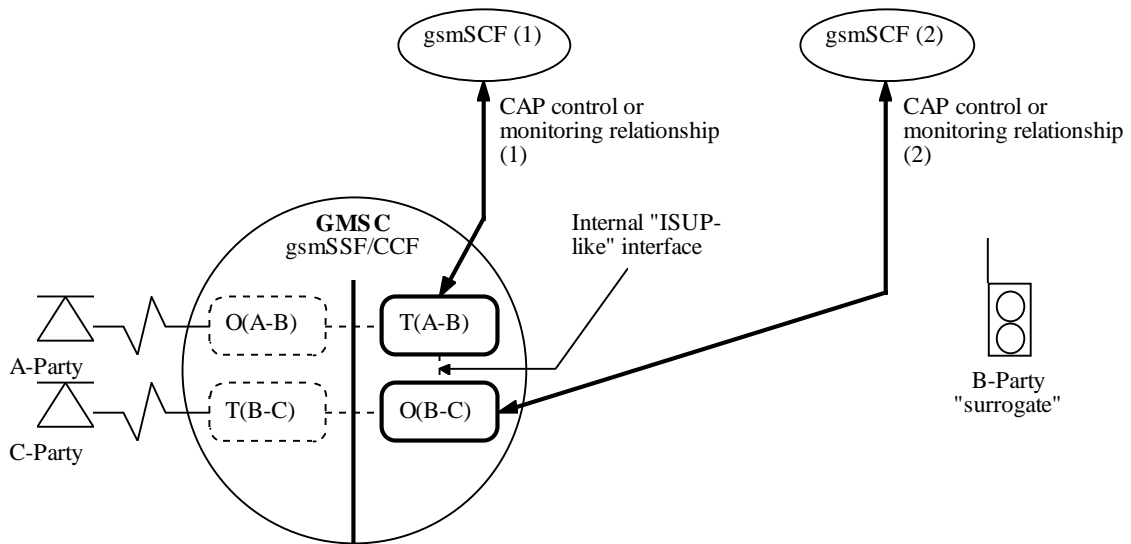 gsmSCF (1)
gsmSCF (2)
CAP control or
monitoring relationship
(1)
CAP control or
monitoring relationship
(2)
GMSC
gsmSSF/CCF
Internal "ISUP-
like" interface
O(A-B)
T(A-B)
A-Party
T(B-C)
O(B-C)
C-Party
B-Party
"surrogate"